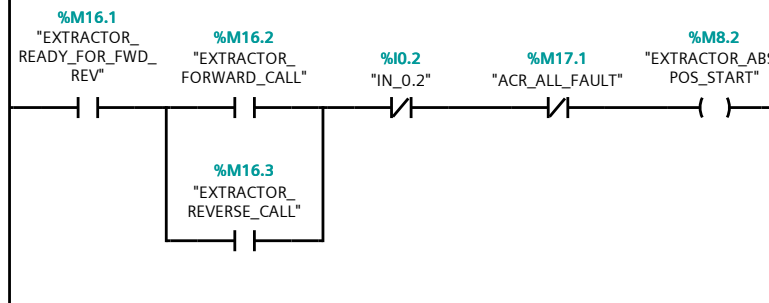 %M16.1
"EXTRACTOR_
READY_FOR_FWD_
REV"
%M16.2
"EXTRACTOR_
FORWARD_CALL"
%I0.2
"IN_0.2"
%M17.1
"ACR_ALL_FAULT"
%M8.2
"EXTRACTOR_ABS
POS_START"
%M16.3
"EXTRACTOR_
REVERSE_CALL"